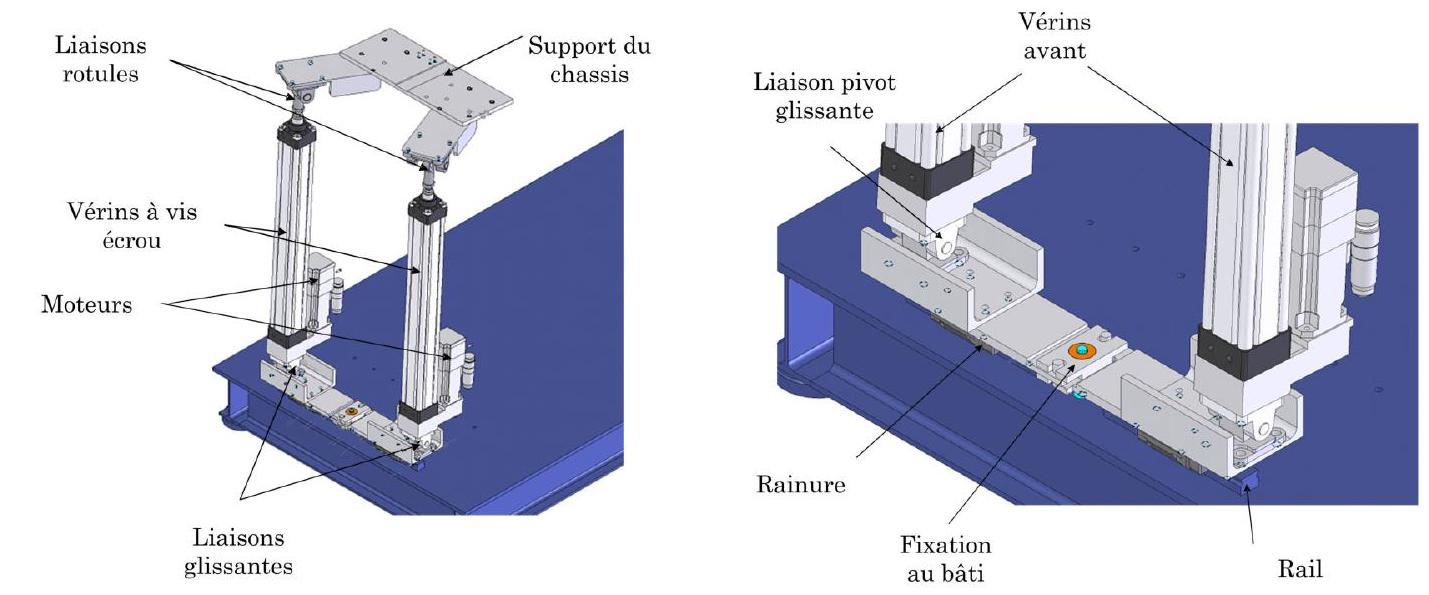 Liaisons
rotules
Support du
chassis
Vérins à vis
écrou
Moteurs
Liaisons
glissantes
Vérins
avant
Liaison pivot
glissante
Rainure
Fixation
au bâti
Rail